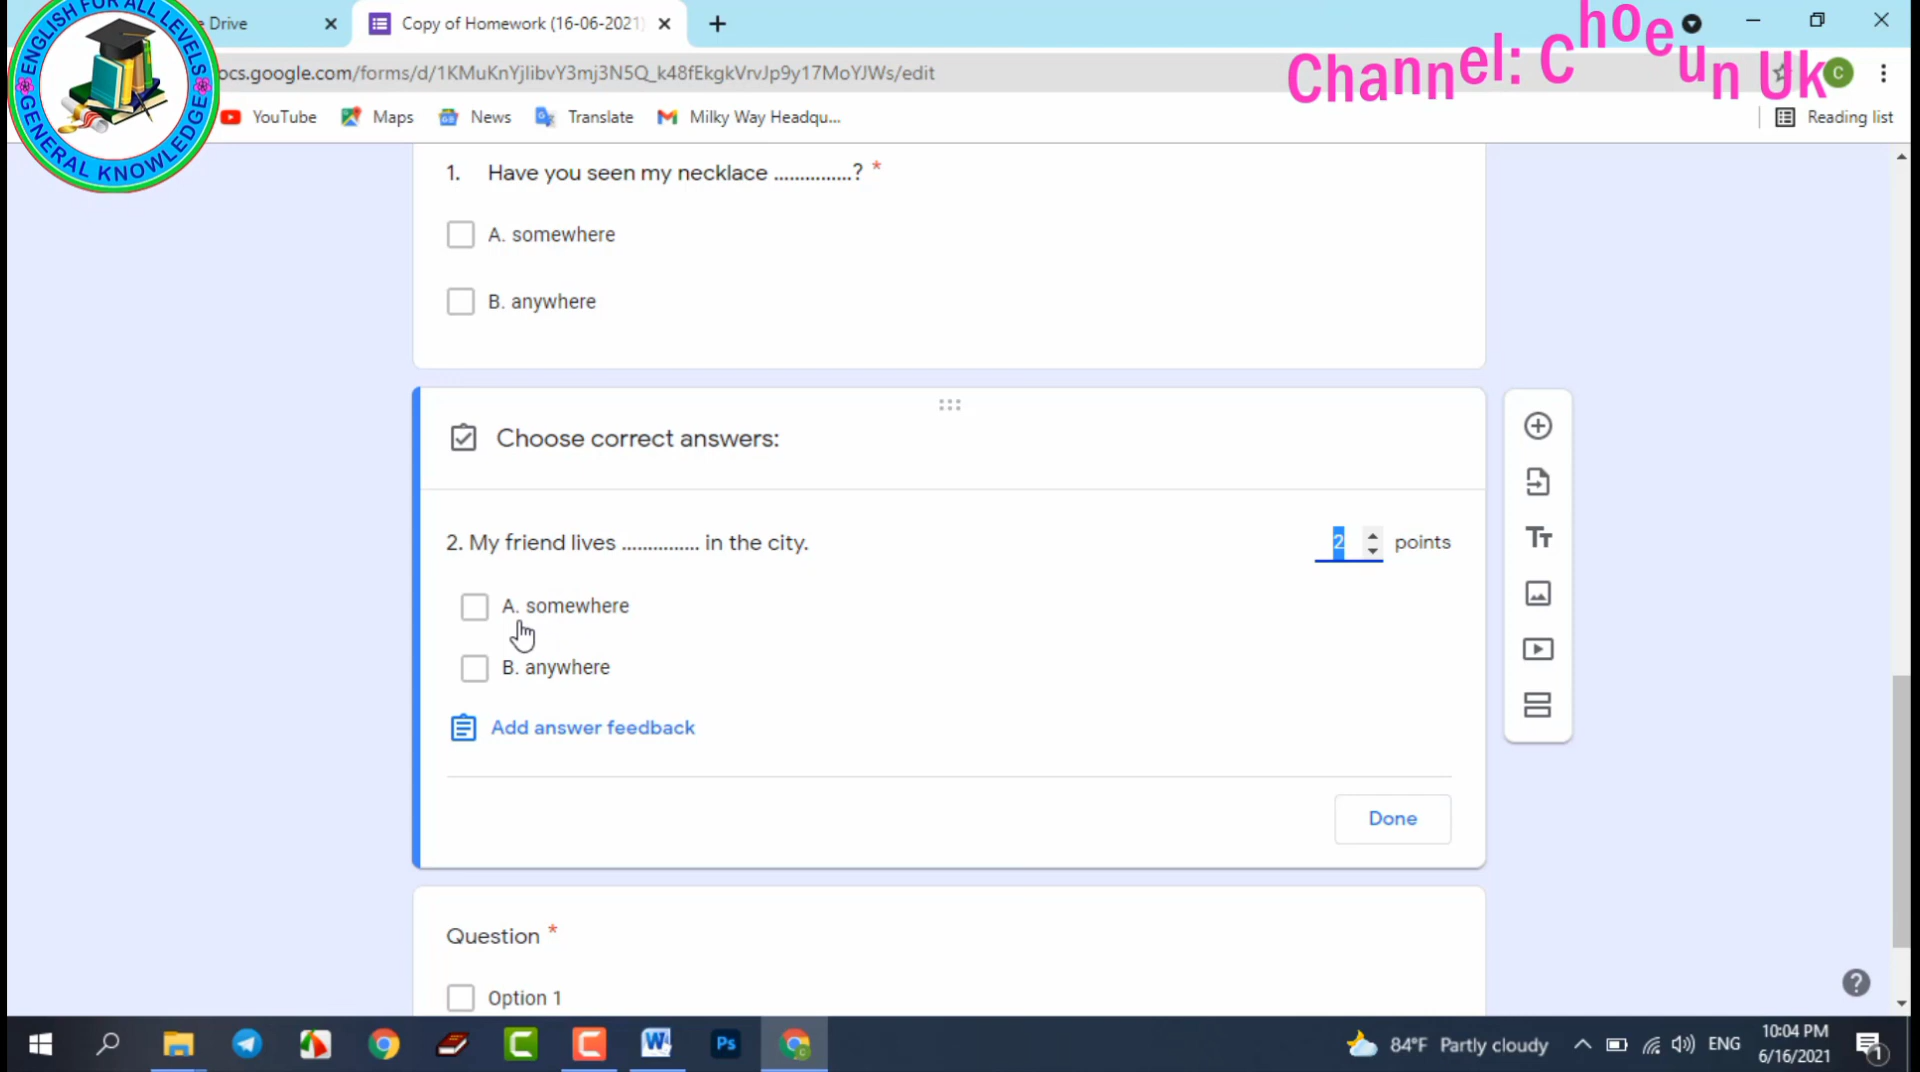 ENGLISH FOR ALL LEVELS
GENERAL KNOWLEDGE
e Drive
Copy of Homework (16-06-2021)
Channel: Choeun Uk
ocs.google.com/forms/d/1KMuKnYjlibvY3mj3N5Q_k48fEkgkVrvJp9y17MoYJWs/edit
C
YouTube
Maps
News
Translate
Milky Way Headqu...
Reading list
1. Have you seen my necklace ...............? *
A. somewhere
B. anywhere
Choose correct answers:
2. My friend lives ............... in the city.
2 points
A. somewhere
B. anywhere
Add answer feedback
Done
Question *
Option 1
84°F Partly cloudy
ENG
10:04 PM
6/16/2021
1